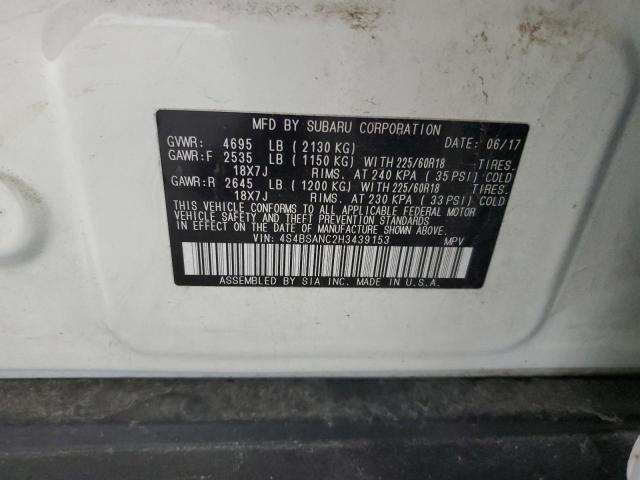 MFD BY SUBARU CORPORATION
GVWR: 4695 LB ( 2130 KG) DATE: 06/17
GAWR:F 2535 LB ( 1150 KG) WITH 225/60R18 TIRES.
18X7J RIMS. AT 240 KPA ( 35 PSI) COLD
GAWR:R 2645 LB ( 1200 KG) WITH 225/60R18 TIRES.
18X7J RIMS. AT 230 KPA ( 33 PSI) COLD
THIS VEHICLE CONFORMS TO ALL APPLICABLE FEDERAL MOTOR
VEHICLE SAFETY AND THEFT PREVENTION STANDARDS
IN EFFECT ON THE DATE OF MANUFACTURE SHOWN ABOVE.
VIN: 4S4BSANC2H3439153 MPV
ASSEMBLED BY SIA INC. MADE IN U.S.A.